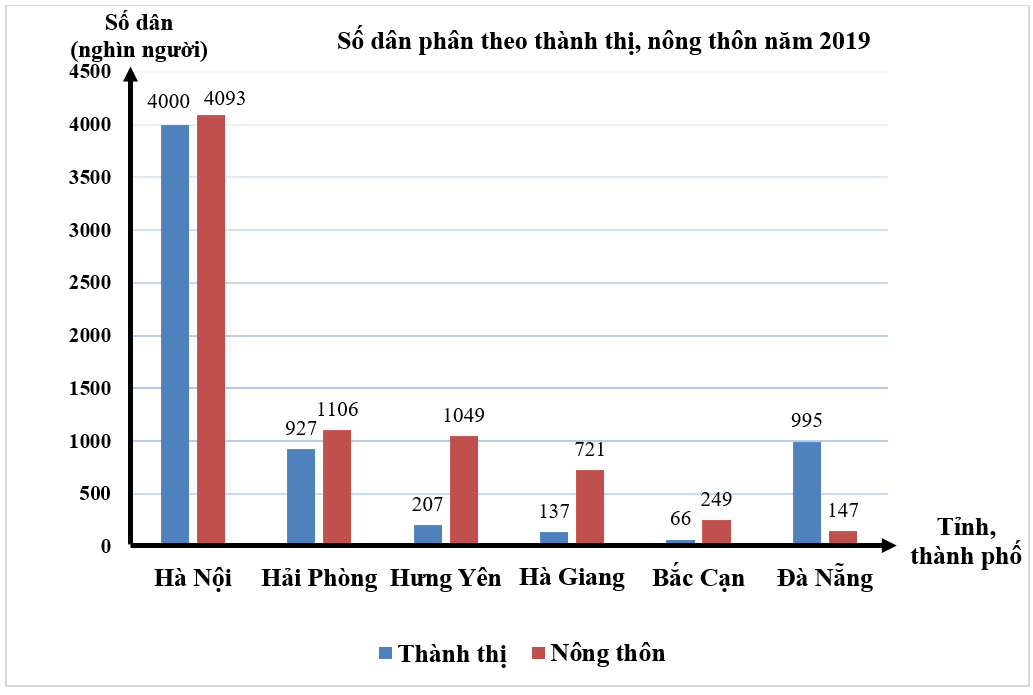 Số dân
(nghìn người)
Số dân phân theo thành thị, nông thôn năm 2019
4500
4000
3500
3000
2500
2000
1500
1000
500
0
4000 4093
927 1106
207 1049
137 721
66 249
995 147
Hà Nội Hải Phòng Hưng Yên Hà Giang Bắc Cạn Đà Nẵng
Tỉnh,
thành phố
Thành thị Nông thôn